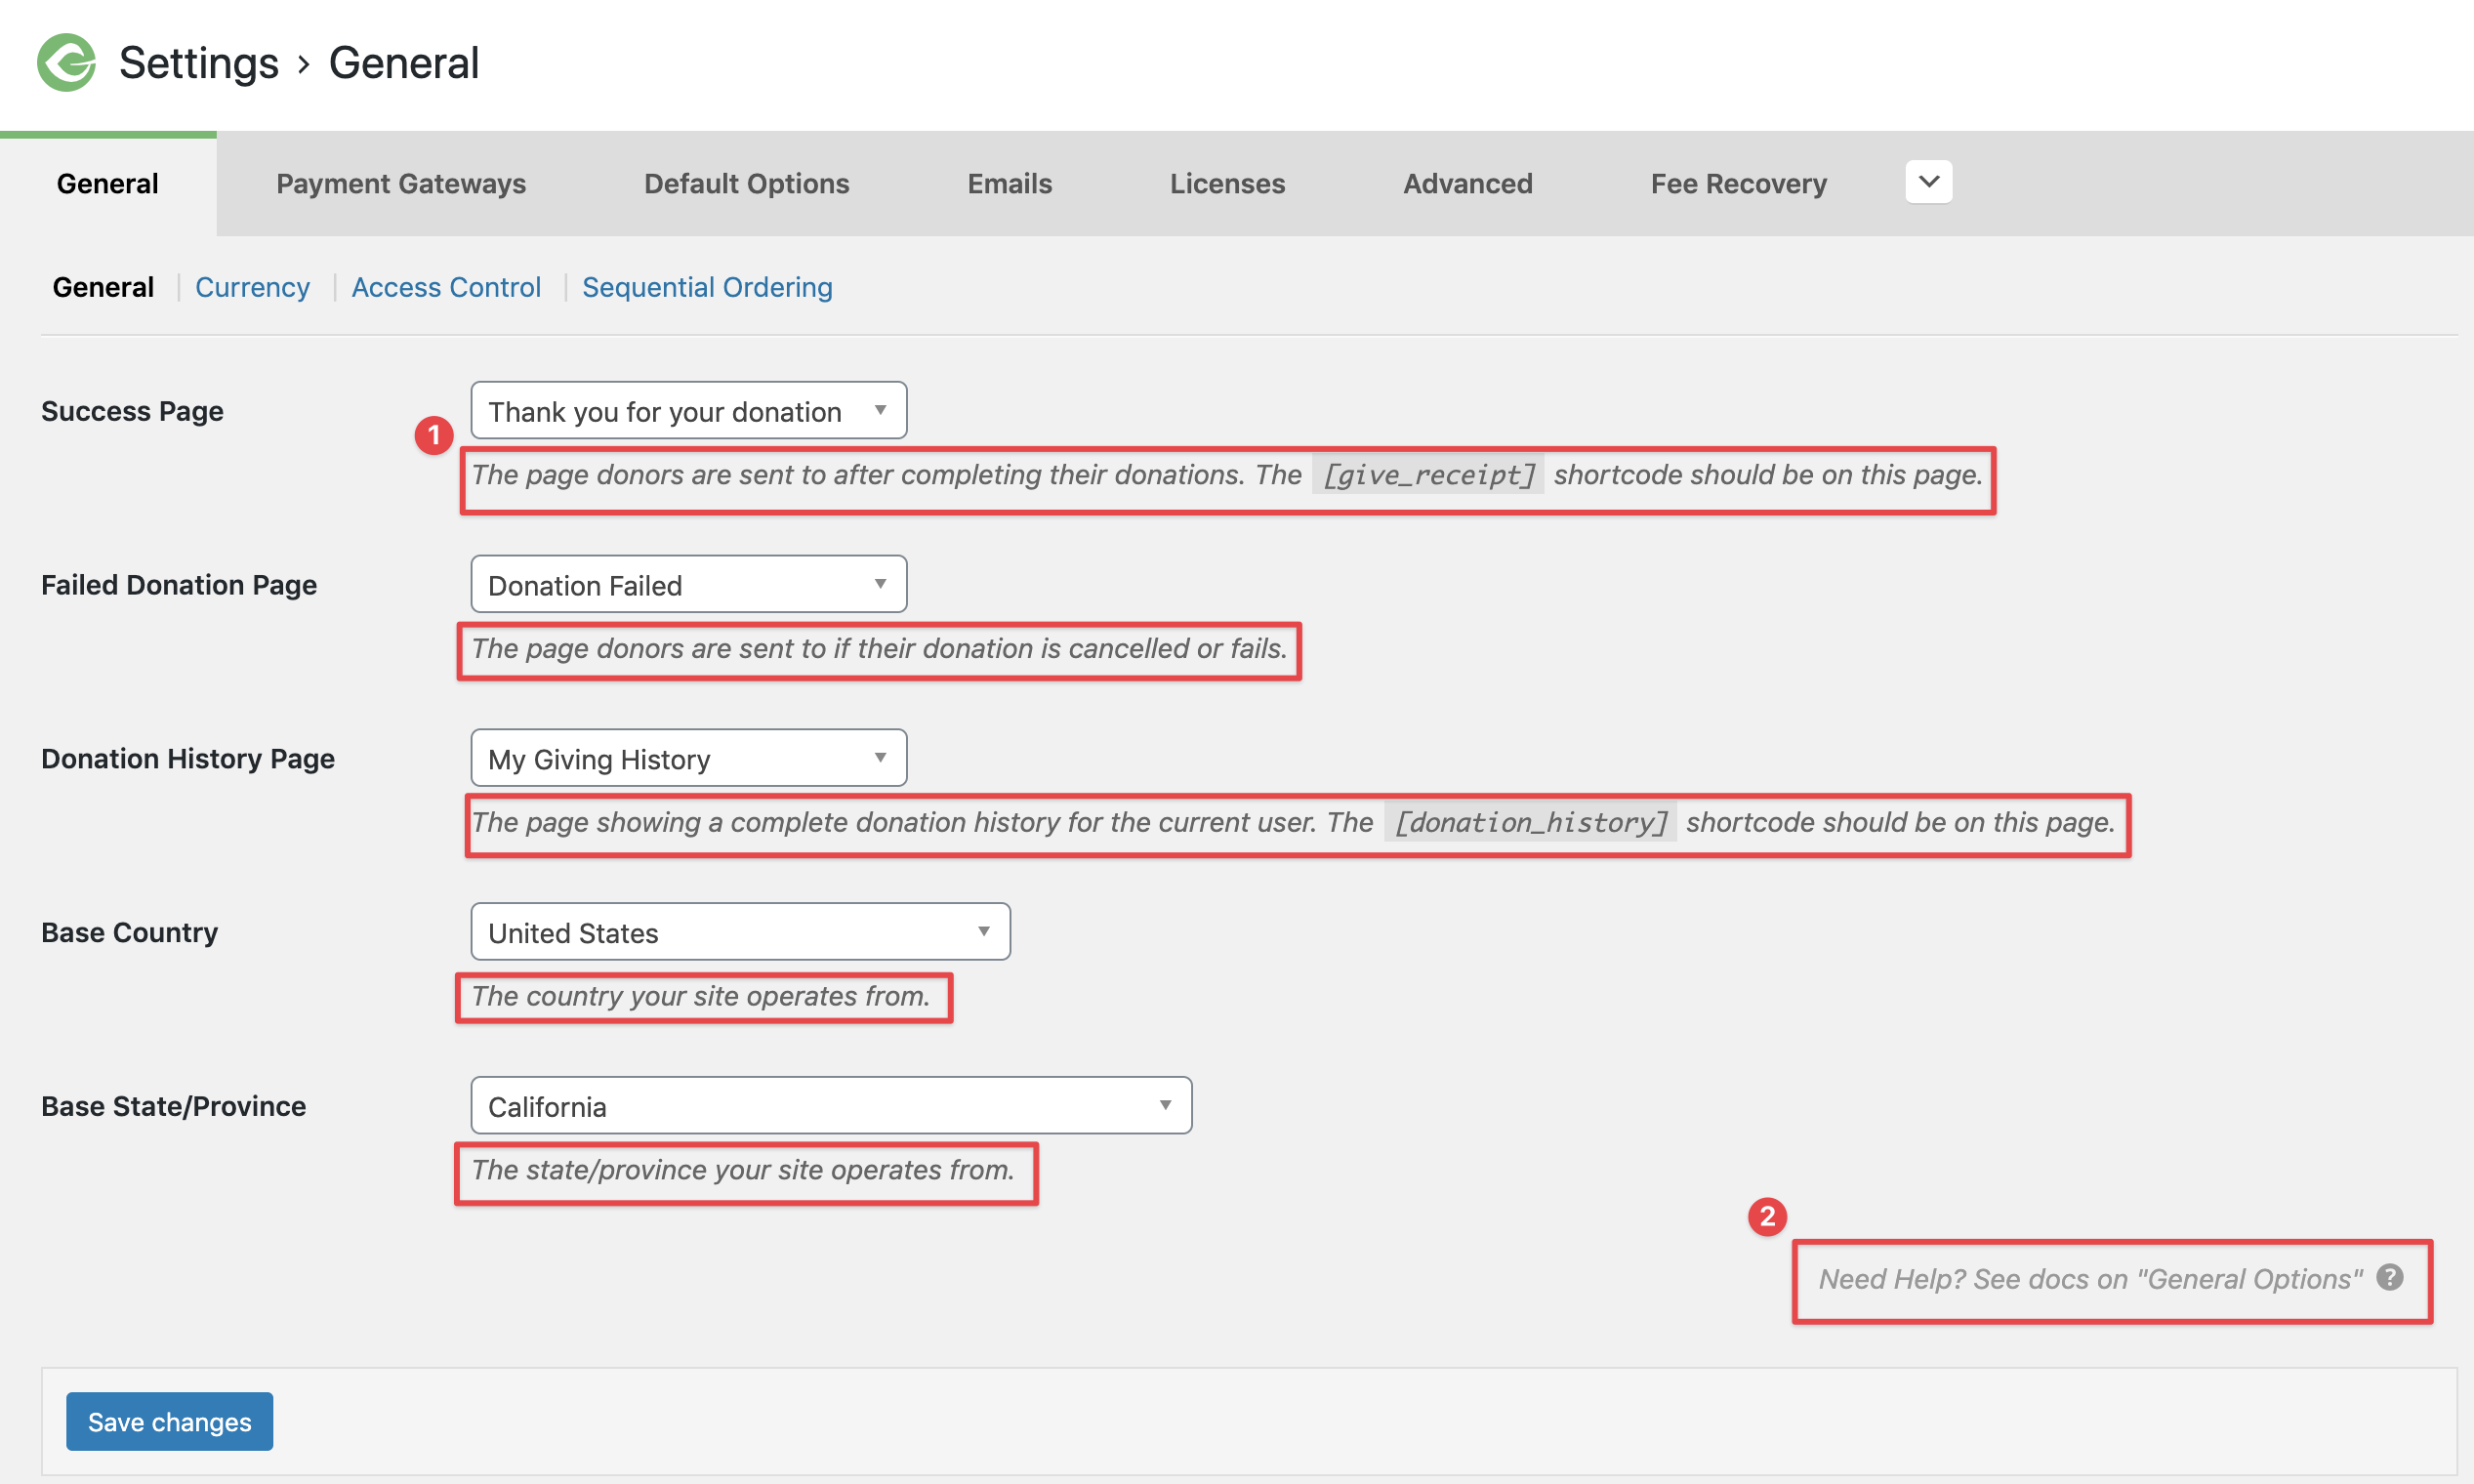 Settings › General
General Payment Gateways Default Options Emails Licenses Advanced Fee Recovery
General Currency Access Control Sequential Ordering
Success Page Thank you for your donation
1
The page donors are sent to after completing their donations. The [give_receipt] shortcode should be on this page.
Failed Donation Page Donation Failed
The page donors are sent to if their donation is cancelled or fails.
Donation History Page My Giving History
The page showing a complete donation history for the current user. The [donation_history] shortcode should be on this page.
Base Country United States
The country your site operates from.
Base State/Province California
The state/province your site operates from.
2
Need Help? See docs on "General Options" ?
Save changes